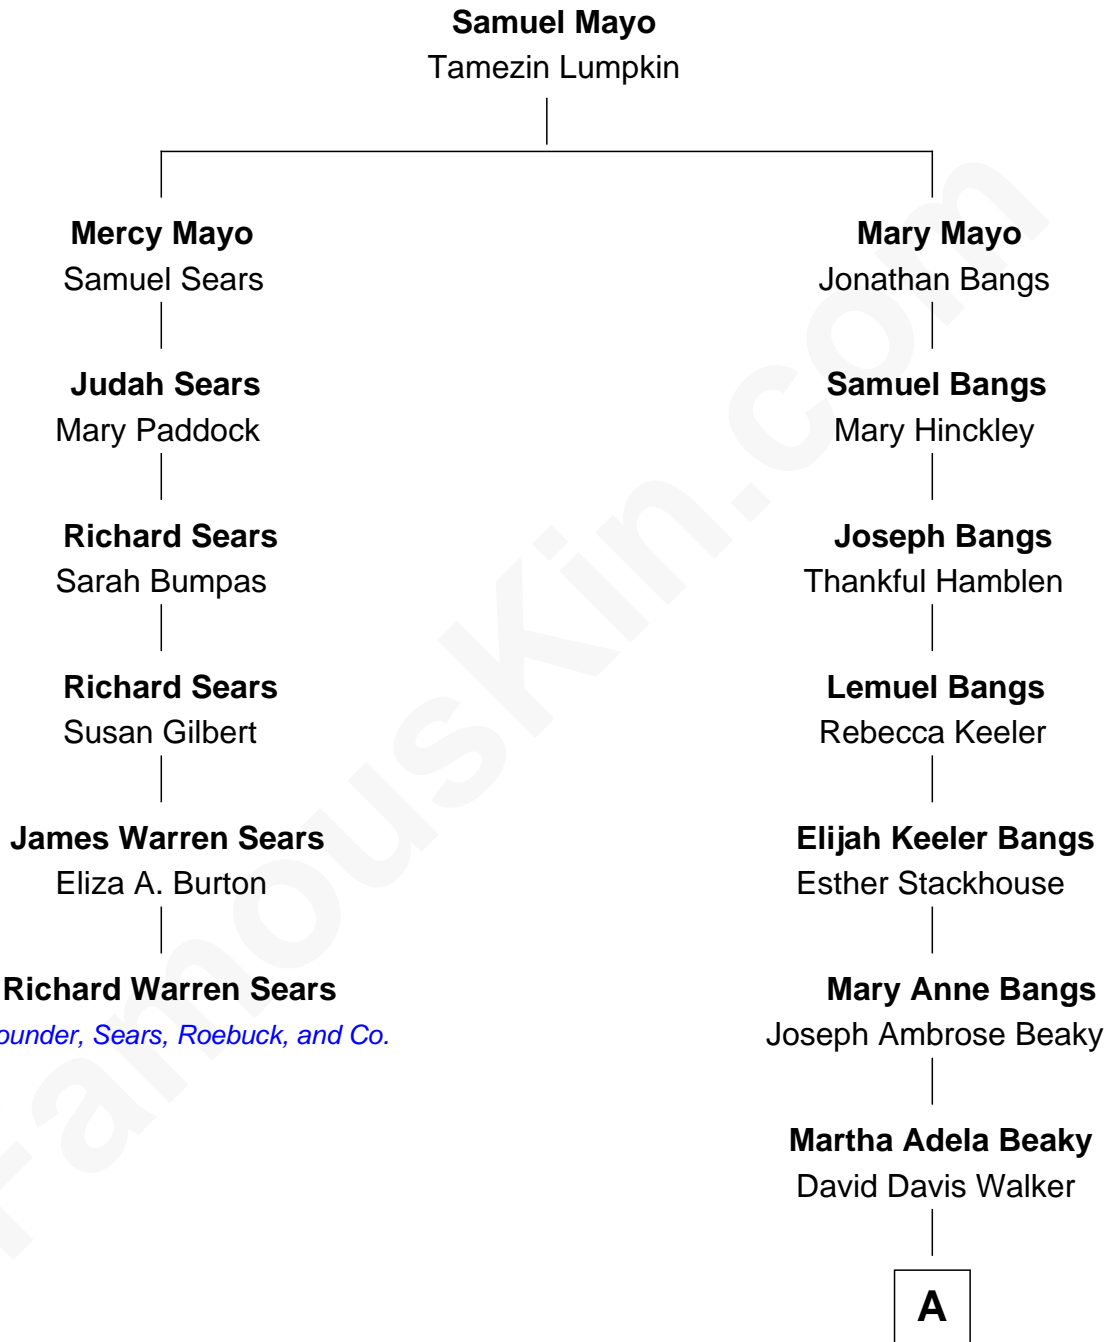 Samuel Mayo
Tamezin Lumpkin
Mercy Mayo
Samuel Sears
Mary Mayo
Jonathan Bangs
Judah Sears
Mary Paddock
Samuel Bangs
Mary Hinckley
Richard Sears
Sarah Bumpas
Joseph Bangs
Thankful Hamblen
Richard Sears
Susan Gilbert
Lemuel Bangs
Rebecca Keeler
James Warren Sears
Eliza A. Burton
Elijah Keeler Bangs
Esther Stackhouse
Richard Warren Sears
ounder, Sears, Roebuck, and Co.
Mary Anne Bangs
Joseph Ambrose Beaky
Martha Adela Beaky
David Davis Walker
A
FamousKin.com